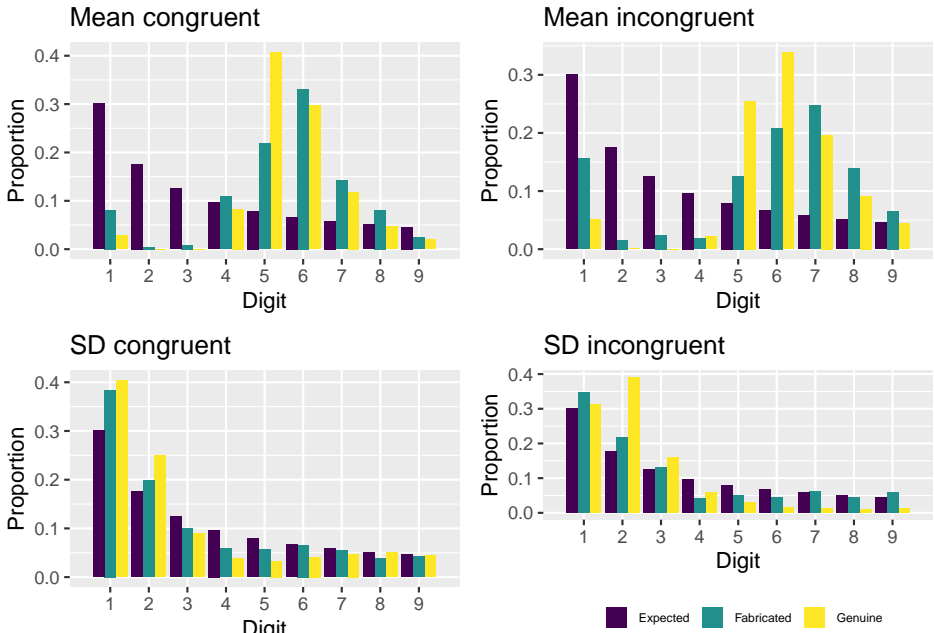 Mean congruent
Proportion
0.4
0.3
0.2
0.1
0.0
1 2 3 4 5 6 7 8 9
Digit
Mean incongruent
Proportion
0.3
0.2
0.1
0.0
1 2 3 4 5 6 7 8 9
Digit
SD congruent
Proportion
0.4
0.3
0.2
0.1
0.0
1 2 3 4 5 6 7 8 9
Digit
SD incongruent
Proportion
0.4
0.3
0.2
0.1
0.0
1 2 3 4 5 6 7 8 9
Digit
Expected Fabricated Genuine